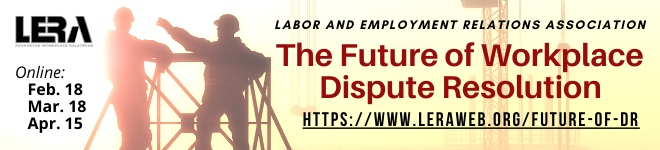 LERA
ADVANCING WORKPLACE RELATIONS
Online:
Feb. 18
Mar. 18
Apr. 15
LABOR AND EMPLOYMENT RELATIONS ASSOCIATION
The Future of Workplace
Dispute Resolution
HTTPS://WWW.LERAWEB.ORG/FUTURE-OF-DR